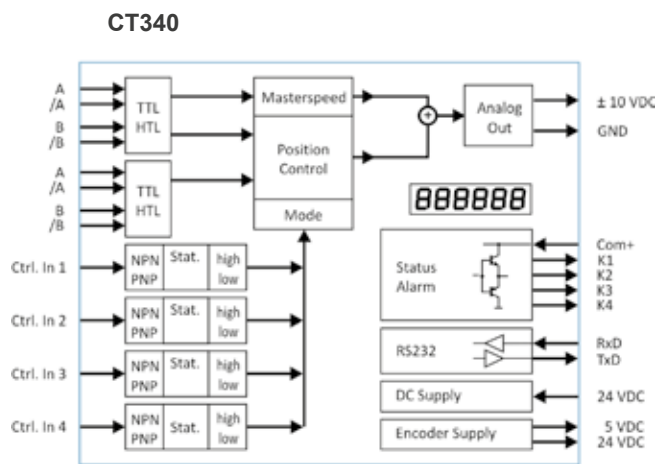 CT340
A
/A
B
/B
TTL
HTL
A
/A
B
/B
TTL
HTL
Masterspeed
Position
Control
Mode
+
Analog
Out
± 10 VDC
GND
888888
Ctrl. In 1
NPN
PNP
Stat.
high
low
Ctrl. In 2
NPN
PNP
Stat.
high
low
Ctrl. In 3
NPN
PNP
Stat.
high
low
Ctrl. In 4
NPN
PNP
Stat.
high
low
Status
Alarm
Com+
K1
K2
K3
K4
RS232
RxD
TxD
DC Supply
24 VDC
Encoder Supply
5 VDC
24 VDC